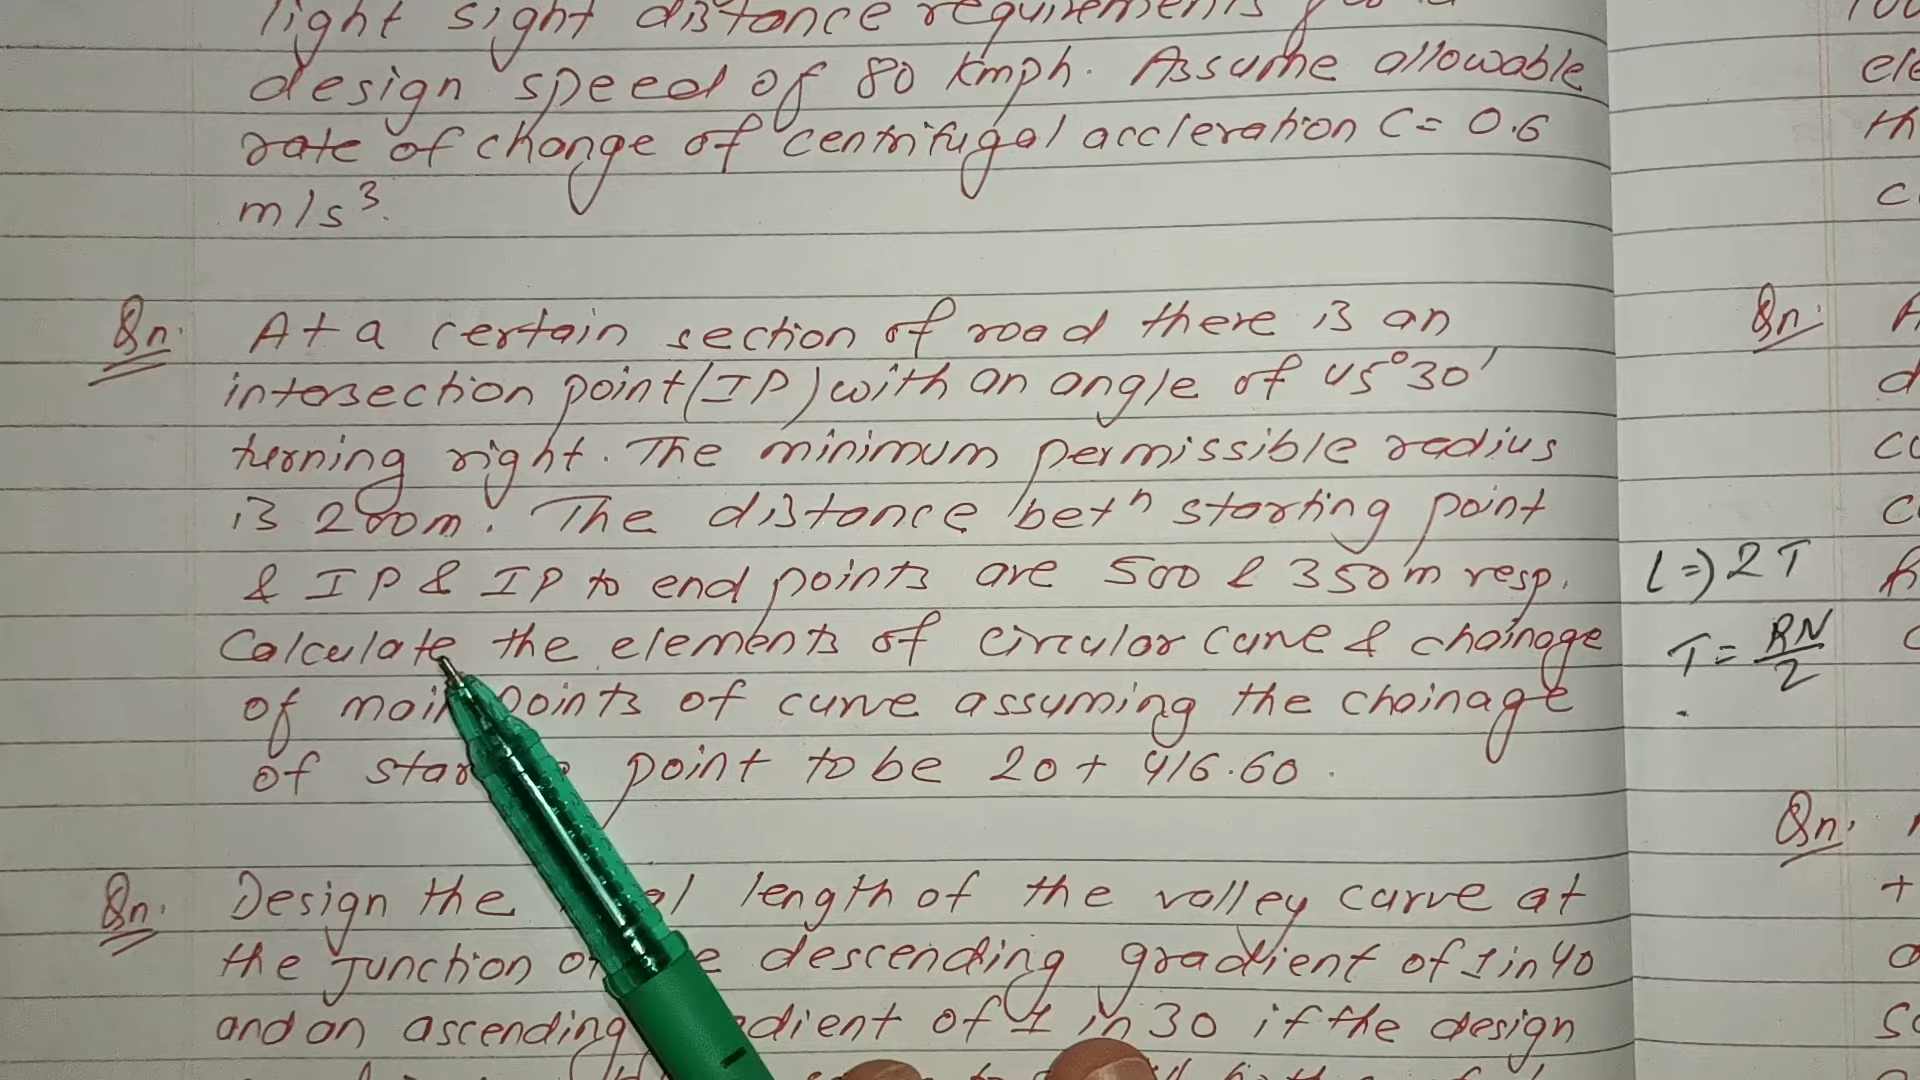 light sight distance requirements
design speed of 80 kmph. Assume allowable
rate of change of centrifugal accleration C = 0.6
m/s³.
Qn. At a certain section of road there is an
intersection point (IP) with an angle of 45°30'
turning right. The minimum permissible radius
is 200m. The distance betⁿ starting point
& IP & IP to end points are 500 & 350m resp.
Calculate the elements of circular curve & chainage
of main points of curve assuming the chainage
of point to be 20 + 416.60.
Qn. Design the length of the valley curve at
the junction descending gradient of 1 in 40
and an ascending gradient of 1 in 30 if the design
L => 2T
T = RN/2
Qn.
Qn.